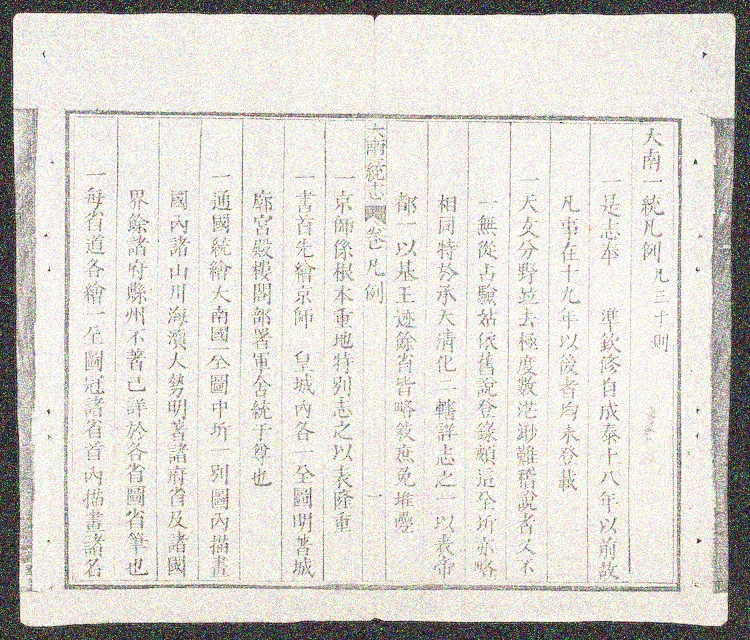 大南一統凡例凡三十則
一是志奉　準欽修自成泰十八年以前故
凡事在十九年以後者均未登載
一天文分野並去極度數渺難稽說者又不
一無從占驗姑依舊說登錄頻這全圻亦略
相同特於承天清化二轄詳志之一以表帝
都一以基王迹餘省皆略敘庶免堆疊
大南一統志　卷　凡例　一
一京師係根本重地特列志之以表隆重
一書首先繪京師　皇城內各一全圖明著城
廓宮殿樓閣部署軍舍統于尊也
一通國統繪大南國全圖中圻一別圖內描畫
國內諸山川海濱大勢明著諸府省及諸國
界餘諸府縣州不著已詳於各省圖省筆也
一每省道各繪一全圖冠諸省首內描畫諸名